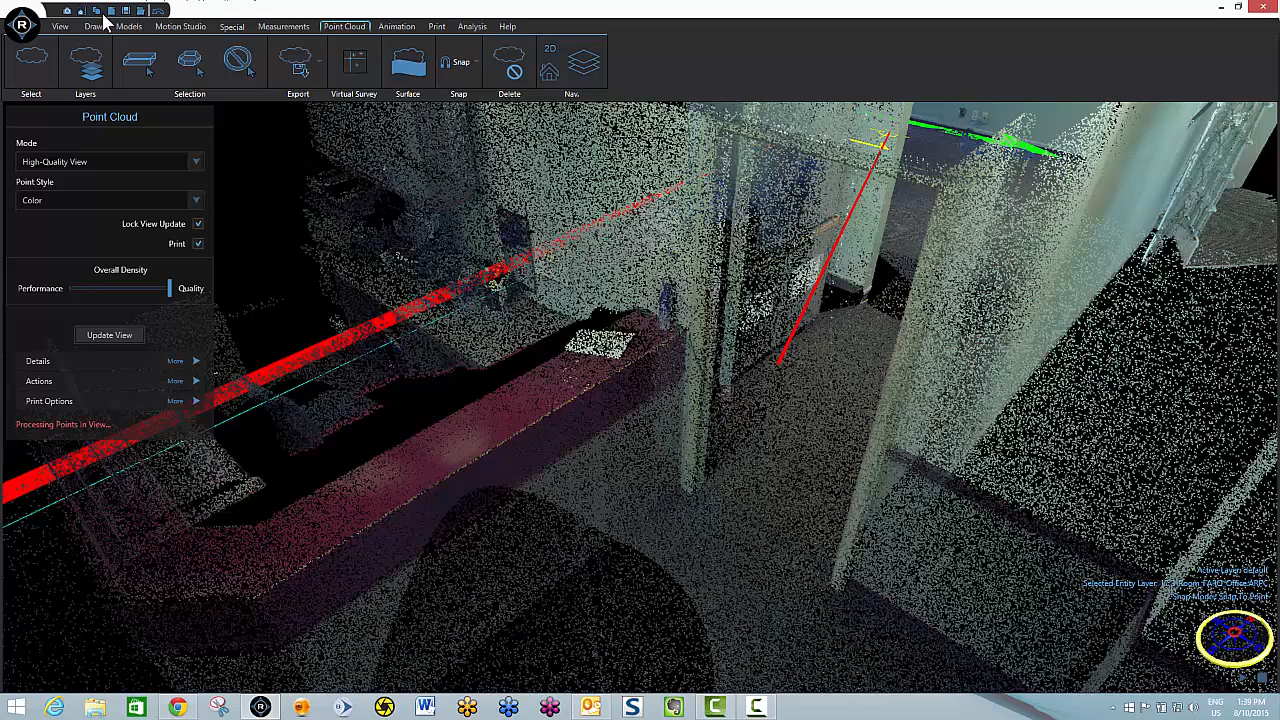 View Draw Models Motion Studio Special Measurements Point Cloud Animation Print Analysis Help
Snap
2D
Select Layers Selection Export Virtual Survey Surface Snap Delete Nav.
Point Cloud
Mode
High-Quality View
Point Style
Color
Lock View Update
Print
Overall Density
Performance Quality
Update View
Details More
Actions More
Print Options More
Processing Points In View...
Active Layer: default
Snap Mode: Snap To Point
ENG
US
1:39 PM
8/10/2015